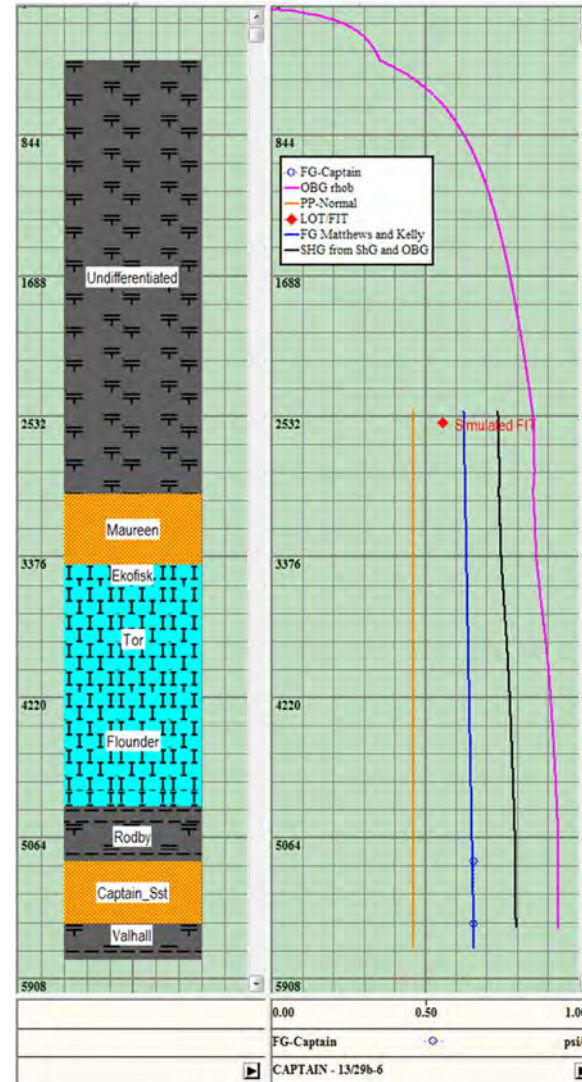 844
1688
2532
3376
4220
5064
5908
Undifferentiated
Maureen
Ekofisk
Tor
Flounder
Rodby
Captain_Sst
Valhall
844
1688
2532
3376
4220
5064
5908
FG-Captain
OBG rhob
PP-Normal
LOT/FIT
FG Matthews and Kelly
SHG from ShG and OBG
Simulated FIT
0.00 0.50 1.00
FG-Captain psi/
CAPTAIN - 13/29b-6